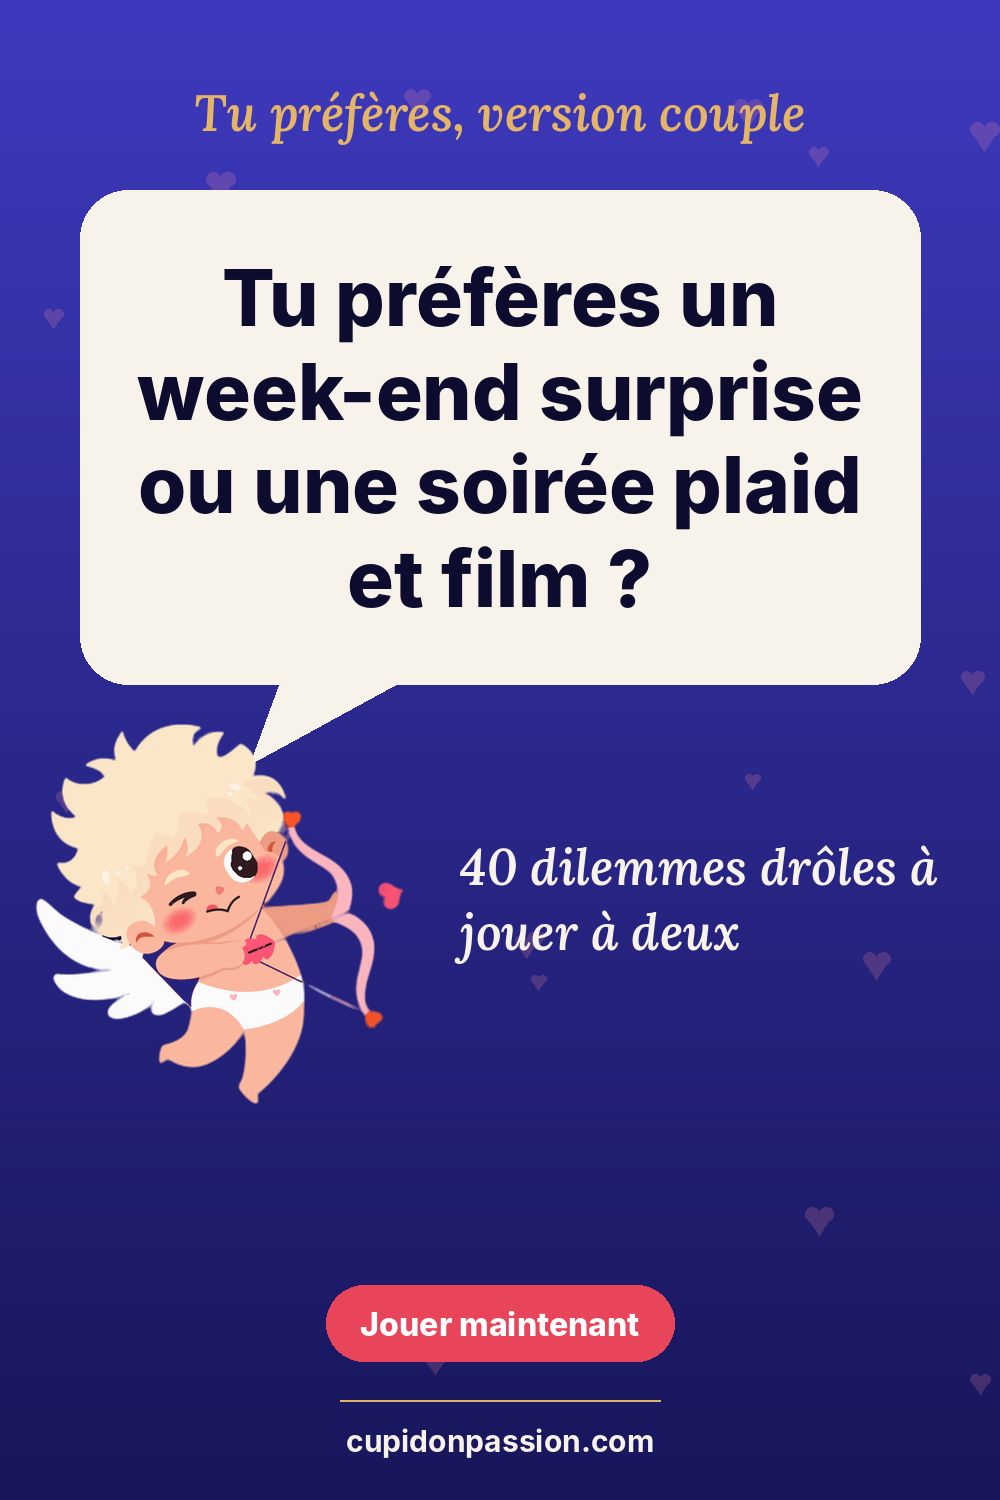 Tu préfères, version couple
Tu préfères un
week-end surprise
ou une soirée plaid
et film ?
40 dilemmes drôles à
jouer à deux
Jouer maintenant
cupidonpassion.com